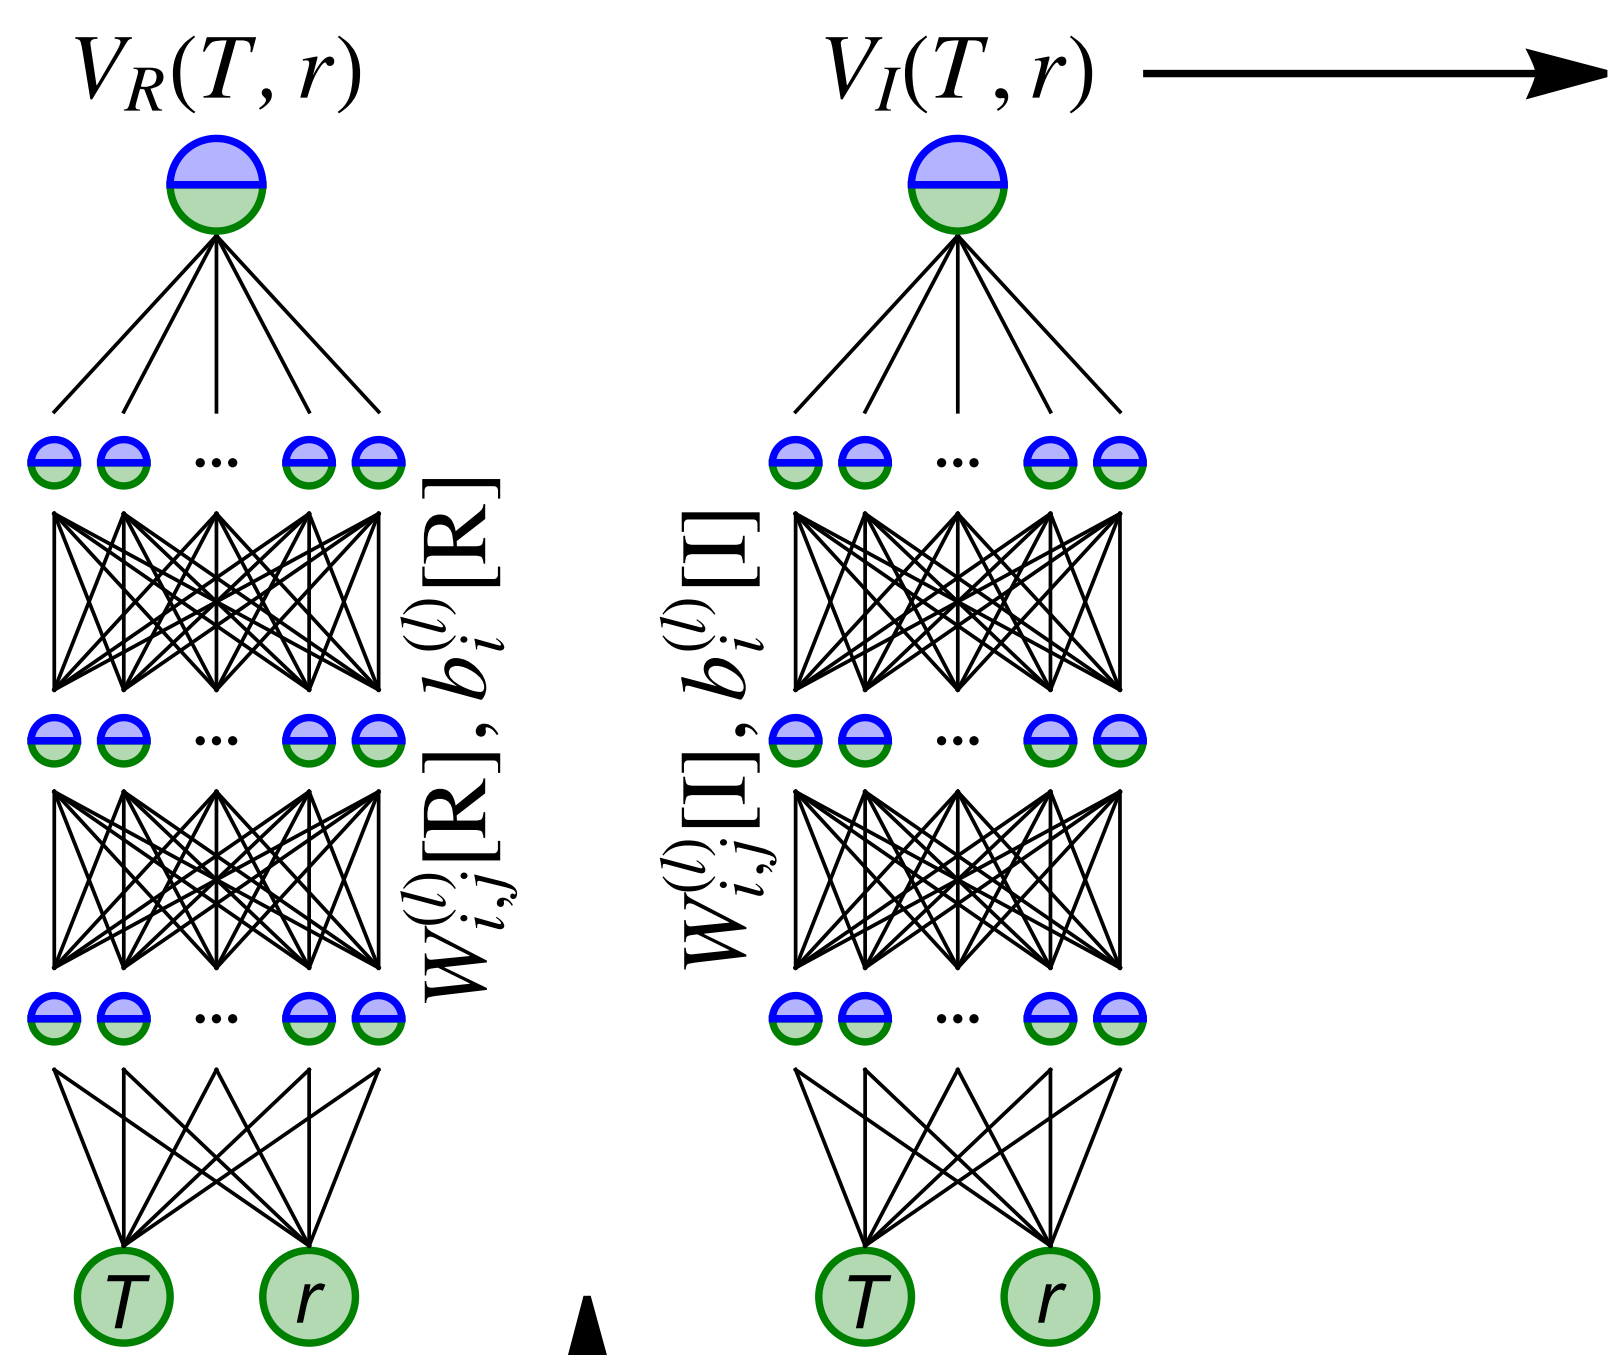 V_R(T, r)
V_I(T, r)
...
...
...
...
...
...
W_{i,j}^{(l)}[R], b_i^{(l)}[R]
W_{i,j}^{(l)}[I], b_i^{(l)}[I]
T r
T r